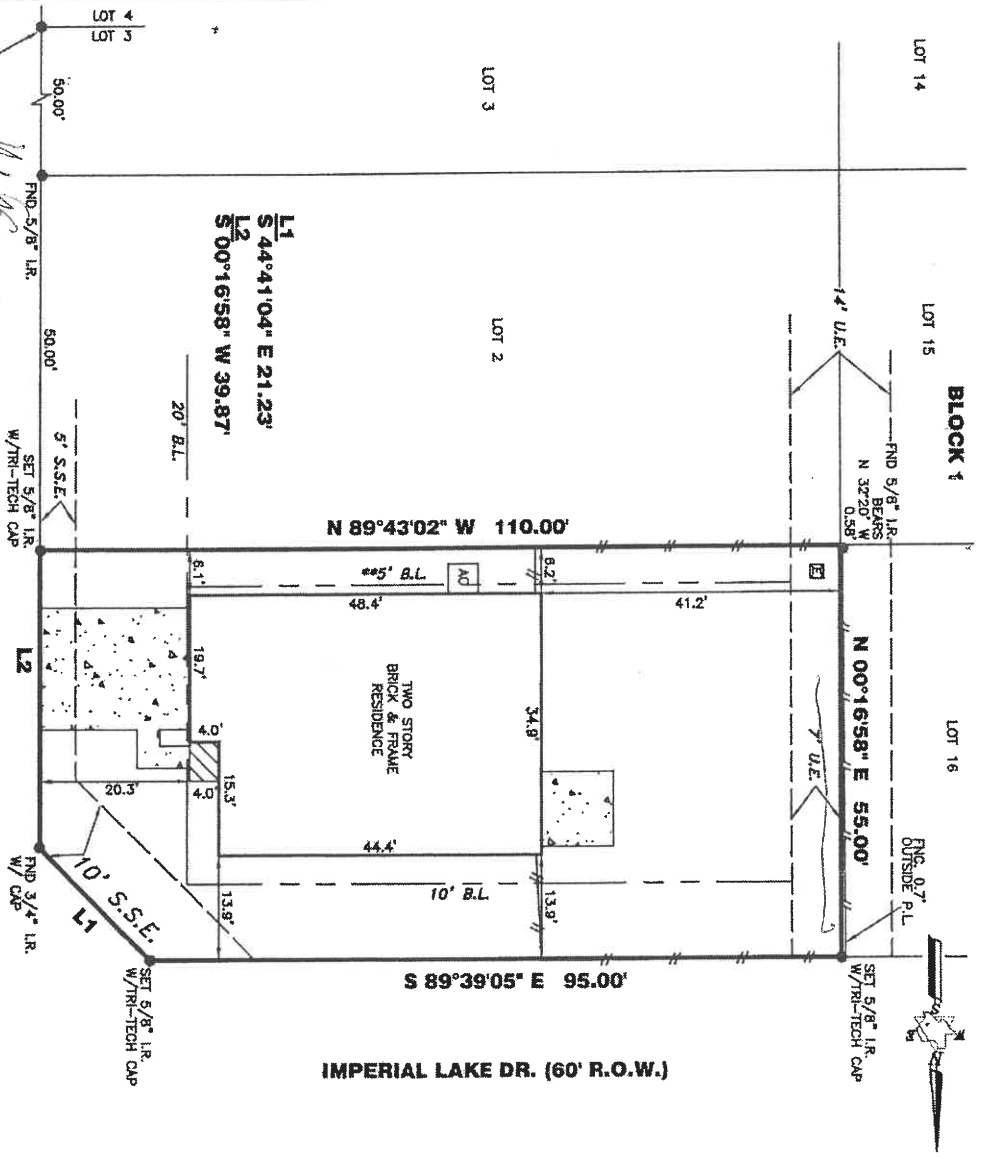 LOT 4
LOT 3
50.00'
FND 5/8" I.R.
50.00'
SET 5/8" I.R.
W/TRI-TECH CAP
LOT 14
LOT 3
LOT 15
BLOCK 1
14' U.E.
FND 5/8" I.R.
BEARS
N 32°20' W
0.58'
L1
S 44°41'04" E 21.23'
L2
S 00°16'58" W 39.87'
LOT 2
20' B.L.
5' S.S.E.
N 89°43'02" W 110.00'
6.1'
**5' B.L.
AC
6.2'
E
48.4'
41.2'
N 00°16'58" E 55.00'
LOT 16
L2
19.7'
TWO STORY
BRICK & FRAME
RESIDENCE
34.9'
7' U.E.
4.0'
20.3'
4.0'
15.3'
44.4'
FNC. 0.7'
OUTSIDE P.L.
10' S.S.E.
13.9'
10' B.L.
13.9'
FND 3/4" I.R.
W/ CAP
L1
SET 5/8" I.R.
W/TRI-TECH CAP
S 89°39'05" E 95.00'
SET 5/8" I.R.
W/TRI-TECH CAP
IMPERIAL LAKE DR. (60' R.O.W.)